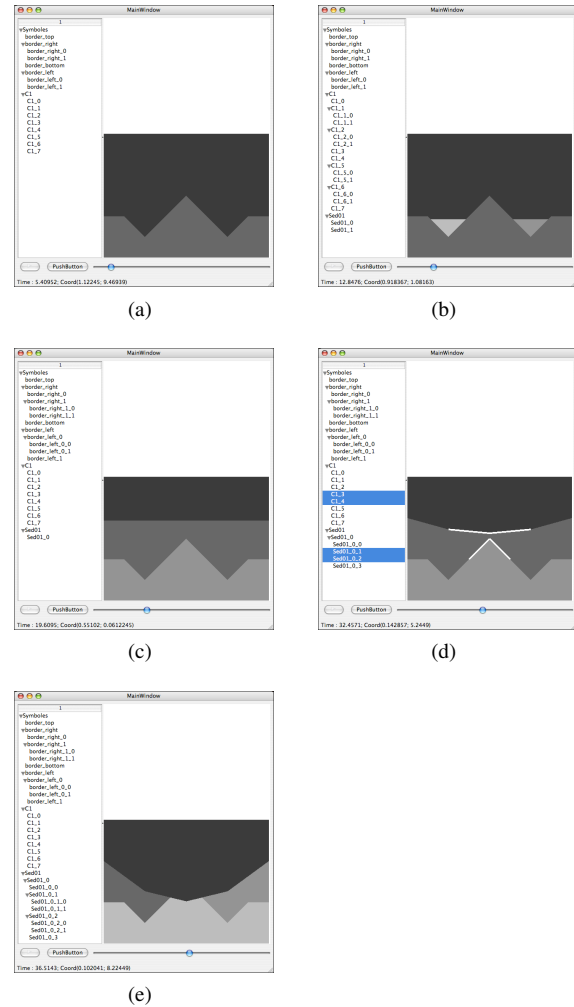 MainWindow
1
▼Symboles
border_top
▼border_right
border_right_0
border_right_1
border_bottom
▼border_left
border_left_0
border_left_1
▼C1
C1_0
C1_1
C1_2
C1_3
C1_4
C1_5
C1_6
C1_7
PushButton
Time : 5.40952; Coord(1.12245; 9.46939)
(a)
MainWindow
1
▼Symboles
border_top
▼border_right
border_right_0
border_right_1
border_bottom
▼border_left
border_left_0
border_left_1
▼C1
C1_0
▼C1_1
C1_1_0
C1_1_1
▼C1_2
C1_2_0
C1_2_1
C1_3
C1_4
▼C1_5
C1_5_0
C1_5_1
▼C1_6
C1_6_0
C1_6_1
C1_7
▼Sed01
Sed01_0
Sed01_1
PushButton
Time : 12.8476; Coord(0.918367; 1.08163)
(b)
MainWindow
1
▼Symboles
border_top
▼border_right
border_right_0
▼border_right_1
border_right_1_0
border_right_1_1
border_bottom
▼border_left
▼border_left_0
border_left_0_0
border_left_0_1
border_left_1
▼C1
C1_0
C1_1
C1_2
C1_3
C1_4
C1_5
C1_6
C1_7
▼Sed01
Sed01_0
PushButton
Time : 19.6095; Coord(0.55102; 0.0612245)
(c)
MainWindow
1
▼Symboles
border_top
▼border_right
border_right_0
▼border_right_1
border_right_1_0
border_right_1_1
border_bottom
▼border_left
▼border_left_0
border_left_0_0
border_left_0_1
border_left_1
▼C1
C1_0
C1_1
C1_2
C1_3
C1_4
C1_5
C1_6
C1_7
▼Sed01
▼Sed01_0
Sed01_0_0
Sed01_0_1
Sed01_0_2
Sed01_0_3
PushButton
Time : 32.4571; Coord(0.142857; 5.2449)
(d)
MainWindow
1
▼Symboles
border_top
▼border_right
border_right_0
▼border_right_1
border_right_1_0
border_right_1_1
border_bottom
▼border_left
▼border_left_0
border_left_0_0
border_left_0_1
border_left_1
▼C1
C1_0
C1_1
C1_2
C1_3
C1_4
C1_5
C1_6
C1_7
▼Sed01
▼Sed01_0
Sed01_0_0
▼Sed01_0_1
Sed01_0_1_0
Sed01_0_1_1
▼Sed01_0_2
Sed01_0_2_0
Sed01_0_2_1
Sed01_0_3
PushButton
Time : 36.5143; Coord(0.102041; 8.22449)
(e)